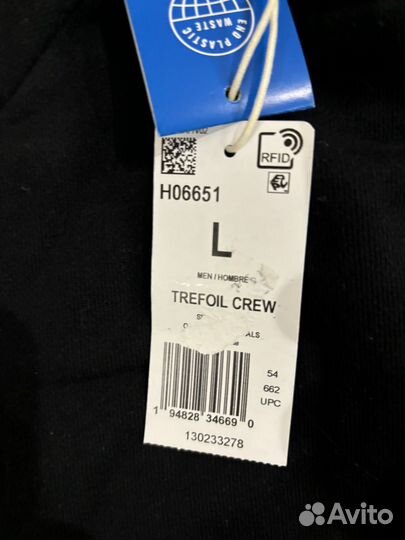 END PLASTIC
WASTE
RFID
H06651
L
MEN / HOMBRE
TREFOIL CREW
54
662
UPC
1 94828 34669 0
130233278
Avito